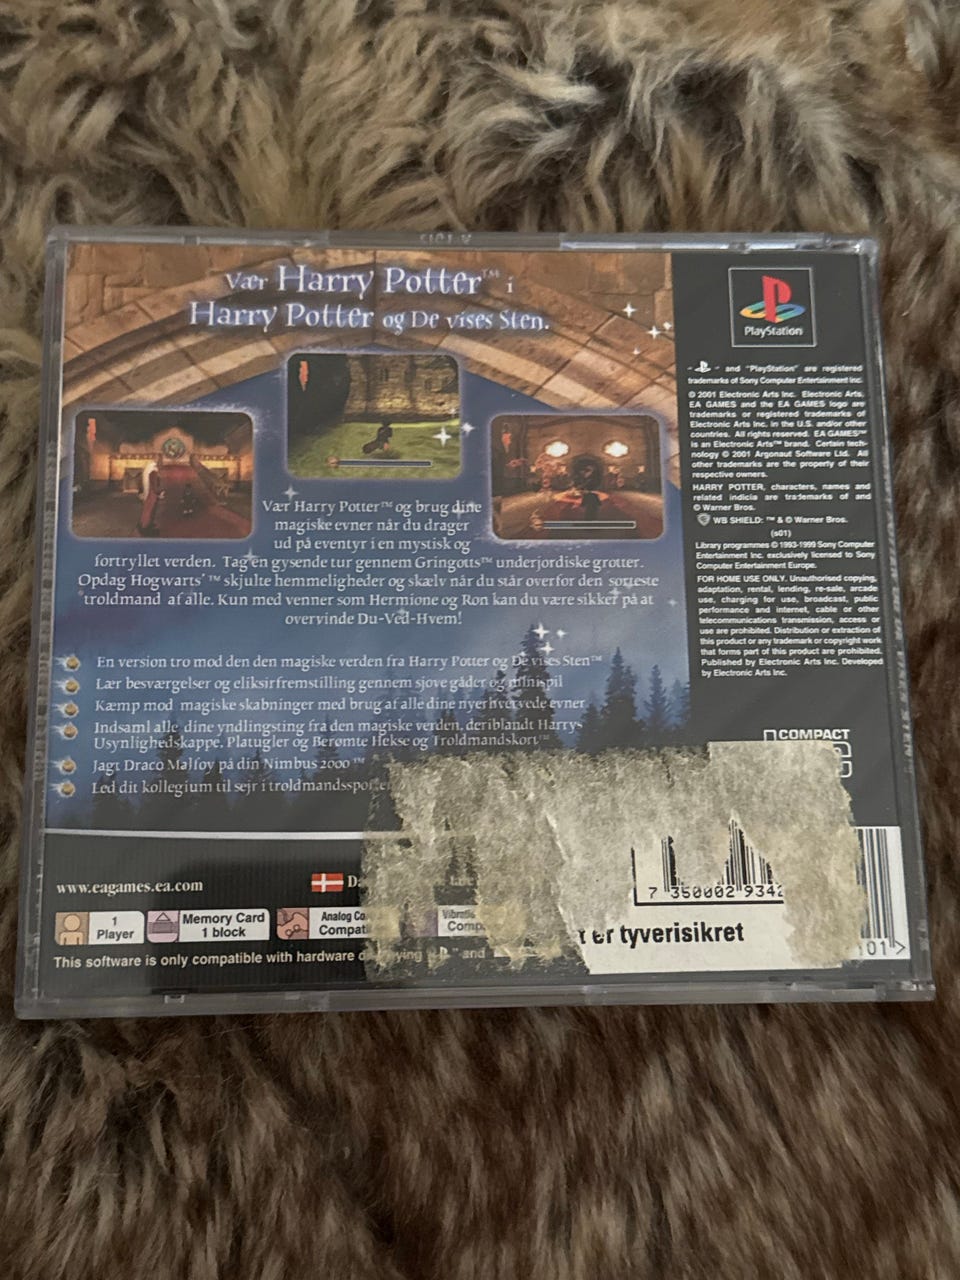 Vær Harry Potter™ i
Harry Potter og De vises Sten.
Vær Harry Potter™ og brug dine
magiske evner når du drager
ud på eventyr i en mystisk og
fortryllet verden. Tag en gysende tur gennem Gringotts™ underjordiske grotter.
Opdag Hogwarts'™ skjulte hemmeligheder og skælv når du står overfor den sorteste
troldmand af alle. Kun med venner som Hermione og Ron kan du være sikker på at
overvinde Du-Ved-Hvem!
En version tro mod den den magiske verden fra Harry Potter og De vises Sten™
Lær besværgelser og eliksirfremstilling gennem sjove gåder og minispil
Kæmp mod magiske skabninger med brug af alle dine nyerhvervede evner
Indsaml alle dine yndlingsting fra den magiske verden, deriblandt Harrys
Usynlighedskappe, Platugler og Berømte Hekse og Troldmandskort™
Jagt Draco Malfoy på din Nimbus 2000™
Led dit kollegium til sejr i troldmandssporten
www.eagames.ea.com
1
Player
Memory Card
1 block
Analog Co
Compati
Vibratio
Comp
This software is only compatible with hardware displaying " " and
PlayStation
" " and "PlayStation" are registered
trademarks of Sony Computer Entertainment Inc.
© 2001 Electronic Arts Inc. Electronic Arts,
EA GAMES and the EA GAMES logo are
trademarks or registered trademarks of
Electronic Arts Inc. in the U.S. and/or other
countries. All rights reserved. EA GAMES™
is an Electronic Arts™ brand. Certain tech-
nology © 2001 Argonaut Software Ltd. All
other trademarks are the property of their
respective owners.
HARRY POTTER, characters, names and
related indicia are trademarks of and
© Warner Bros.
WB SHIELD: ™ & © Warner Bros.
(s01)
Library programmes © 1993-1999 Sony Computer
Entertainment Inc. exclusively licensed to Sony
Computer Entertainment Europe.
FOR HOME USE ONLY. Unauthorised copying,
adaptation, rental, lending, re-sale, arcade
use, charging for use, broadcast, public
performance and internet, cable or other
telecommunications transmission, access or
use are prohibited. Distribution or extraction of
this product or any trademark or copyright work
that forms part of this product are prohibited.
Published by Electronic Arts Inc. Developed
by Electronic Arts Inc.
COMPACT
7 350002 9342
t er tyverisikret
101>